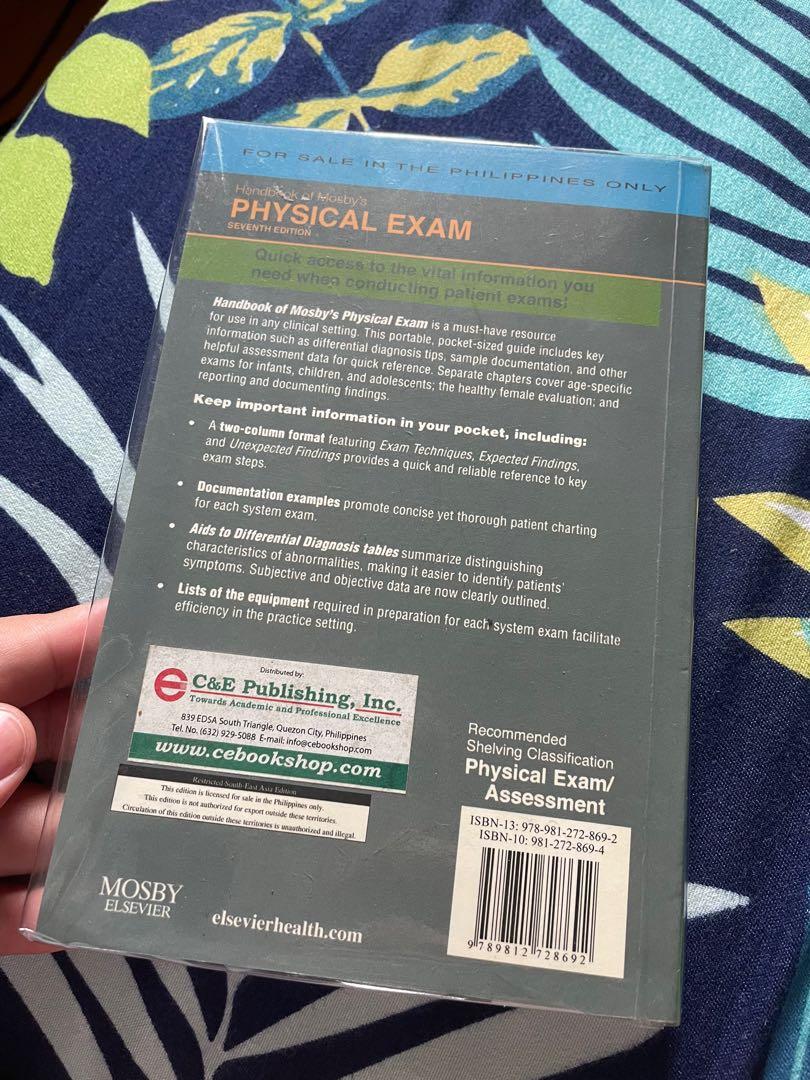 FOR SALE IN THE PHILIPPINES ONLY
Handbook of Mosby's
PHYSICAL EXAM
SEVENTH EDITION
Quick access to the vital information you
need when conducting patient exams!
Handbook of Mosby's Physical Exam is a must-have resource
for use in any clinical setting. This portable, pocket-sized guide includes key
information such as differential diagnosis tips, sample documentation, and other
helpful assessment data for quick reference. Separate chapters cover age-specific
exams for infants, children, and adolescents; the healthy female evaluation; and
reporting and documenting findings.
Keep important information in your pocket, including:
• A two-column format featuring Exam Techniques, Expected Findings,
and Unexpected Findings provides a quick and reliable reference to key
exam steps.
• Documentation examples promote concise yet thorough patient charting
for each system exam.
• Aids to Differential Diagnosis tables summarize distinguishing
characteristics of abnormalities, making it easier to identify patients'
symptoms. Subjective and objective data are now clearly outlined.
• Lists of the equipment required in preparation for each system exam facilitate
efficiency in the practice setting.
Distributed by:
C&E Publishing, Inc.
Towards Academic and Professional Excellence
839 EDSA South Triangle, Quezon City, Philippines
Tel. No. (632) 929-5088 E-mail: info@cebookshop.com
www.cebookshop.com
Restricted South East Asia Edition
This edition is licensed for sale in the Philippines only.
This edition is not authorized for export outside these territories.
Circulation of this edition outside these territories is unauthorized and illegal.
Recommended
Shelving Classification
Physical Exam/
Assessment
ISBN-13: 978-981-272-869-2
ISBN-10: 981-272-869-4
9 789812 728692
MOSBY
ELSEVIER
elsevierhealth.com